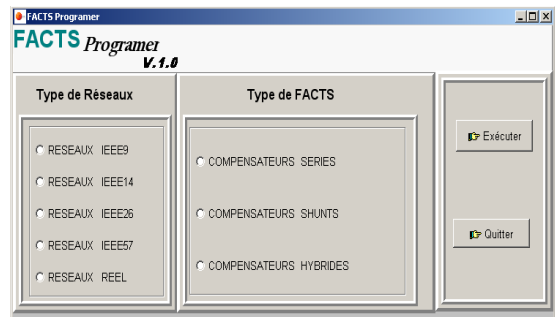 FACTS Programer
FACTS Programer
V.1.0
Type de Réseaux
RESEAUX IEEE9
RESEAUX IEEE14
RESEAUX IEEE26
RESEAUX IEEE57
RESEAUX REEL
Type de FACTS
COMPENSATEURS SERIES
COMPENSATEURS SHUNTS
COMPENSATEURS HYBRIDES
Exécuter
Quitter